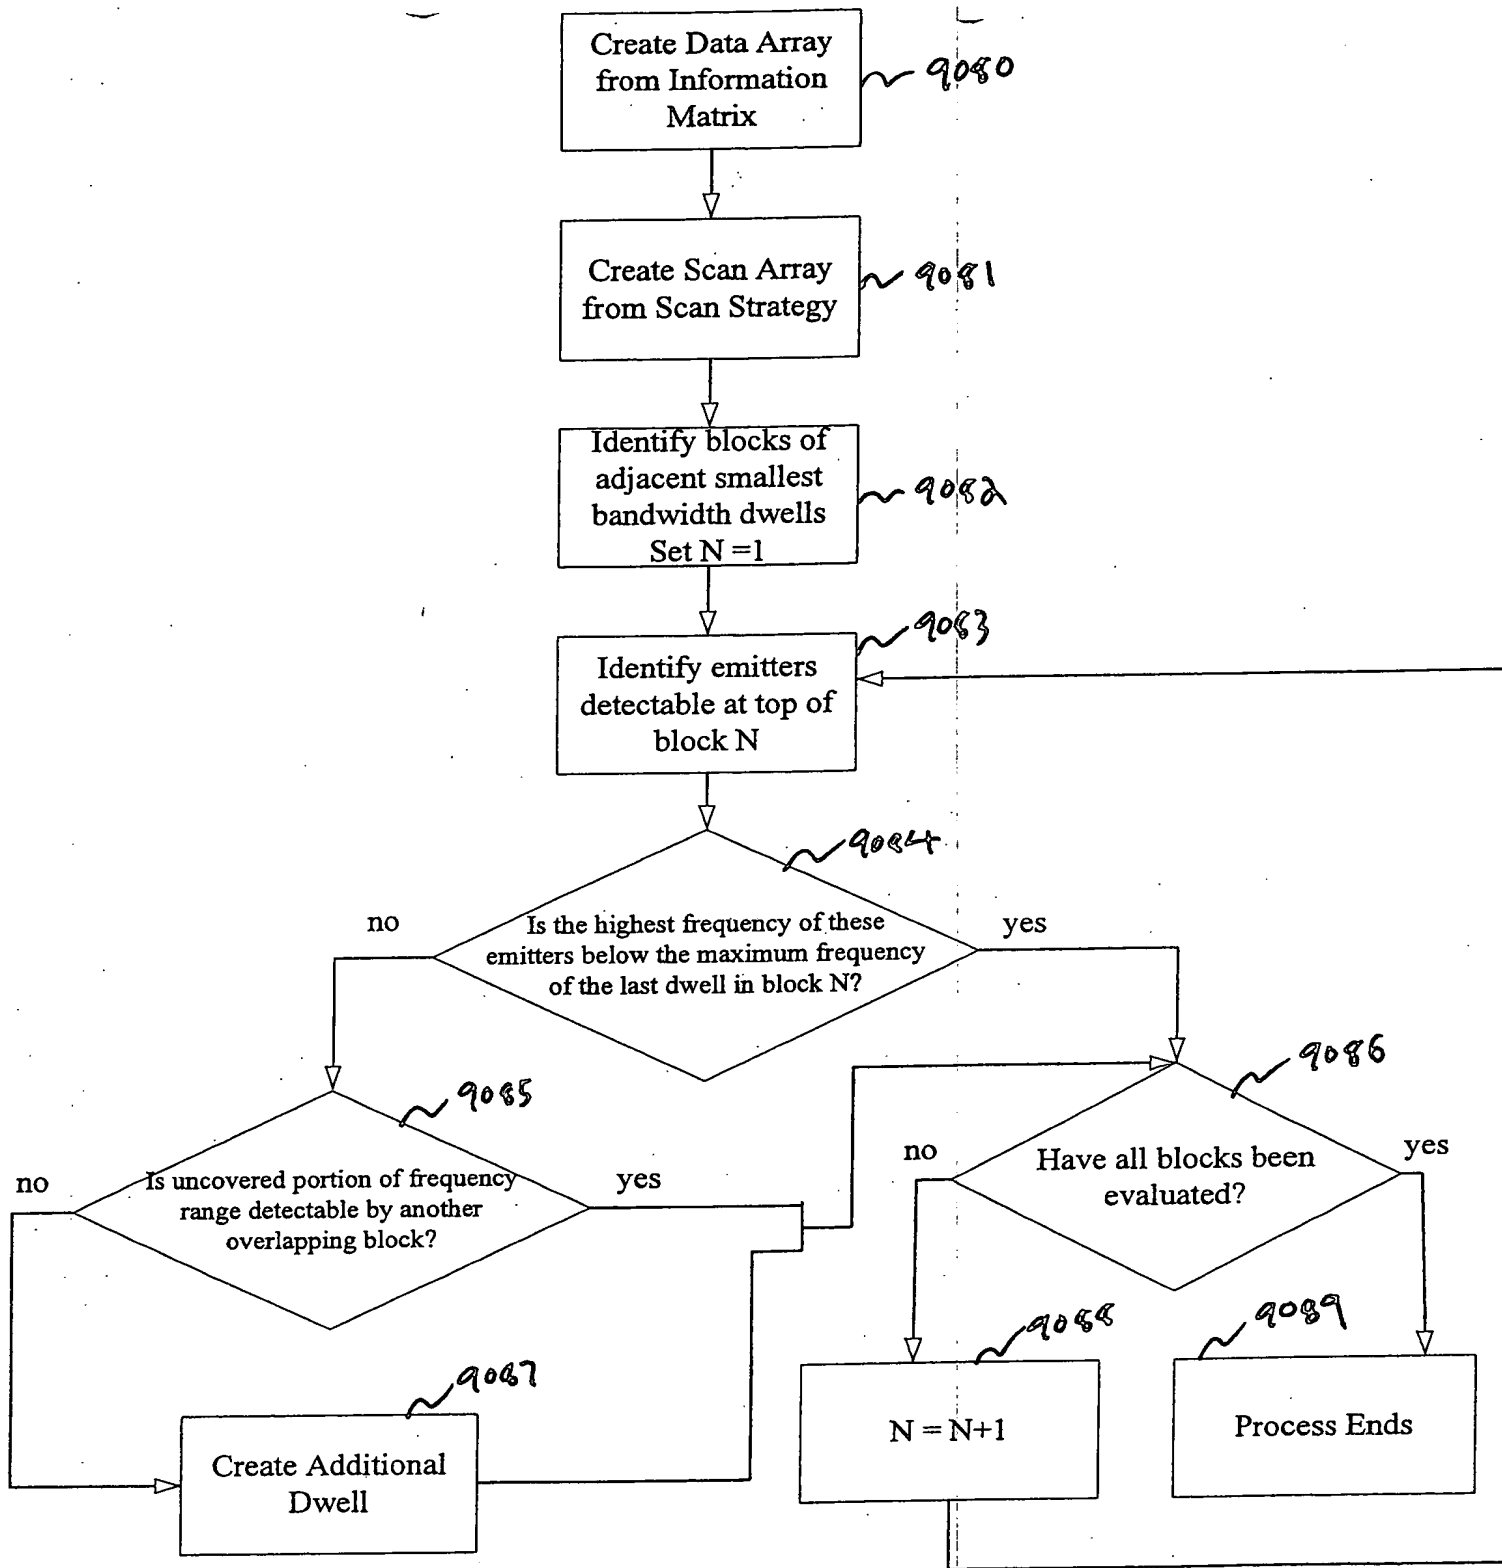 Create Data Array
from Information
Matrix
9080
Create Scan Array
from Scan Strategy
9081
Identify blocks of
adjacent smallest
bandwidth dwells
Set N =1
9082
9083
Identify emitters
detectable at top of
block N
9084
no
Is the highest frequency of these
emitters below the maximum frequency
of the last dwell in block N?
yes
9085
9086
no
Is uncovered portion of frequency
range detectable by another
overlapping block?
yes
no
Have all blocks been
evaluated?
yes
9087
9088
9089
Create Additional
Dwell
N = N+1
Process Ends